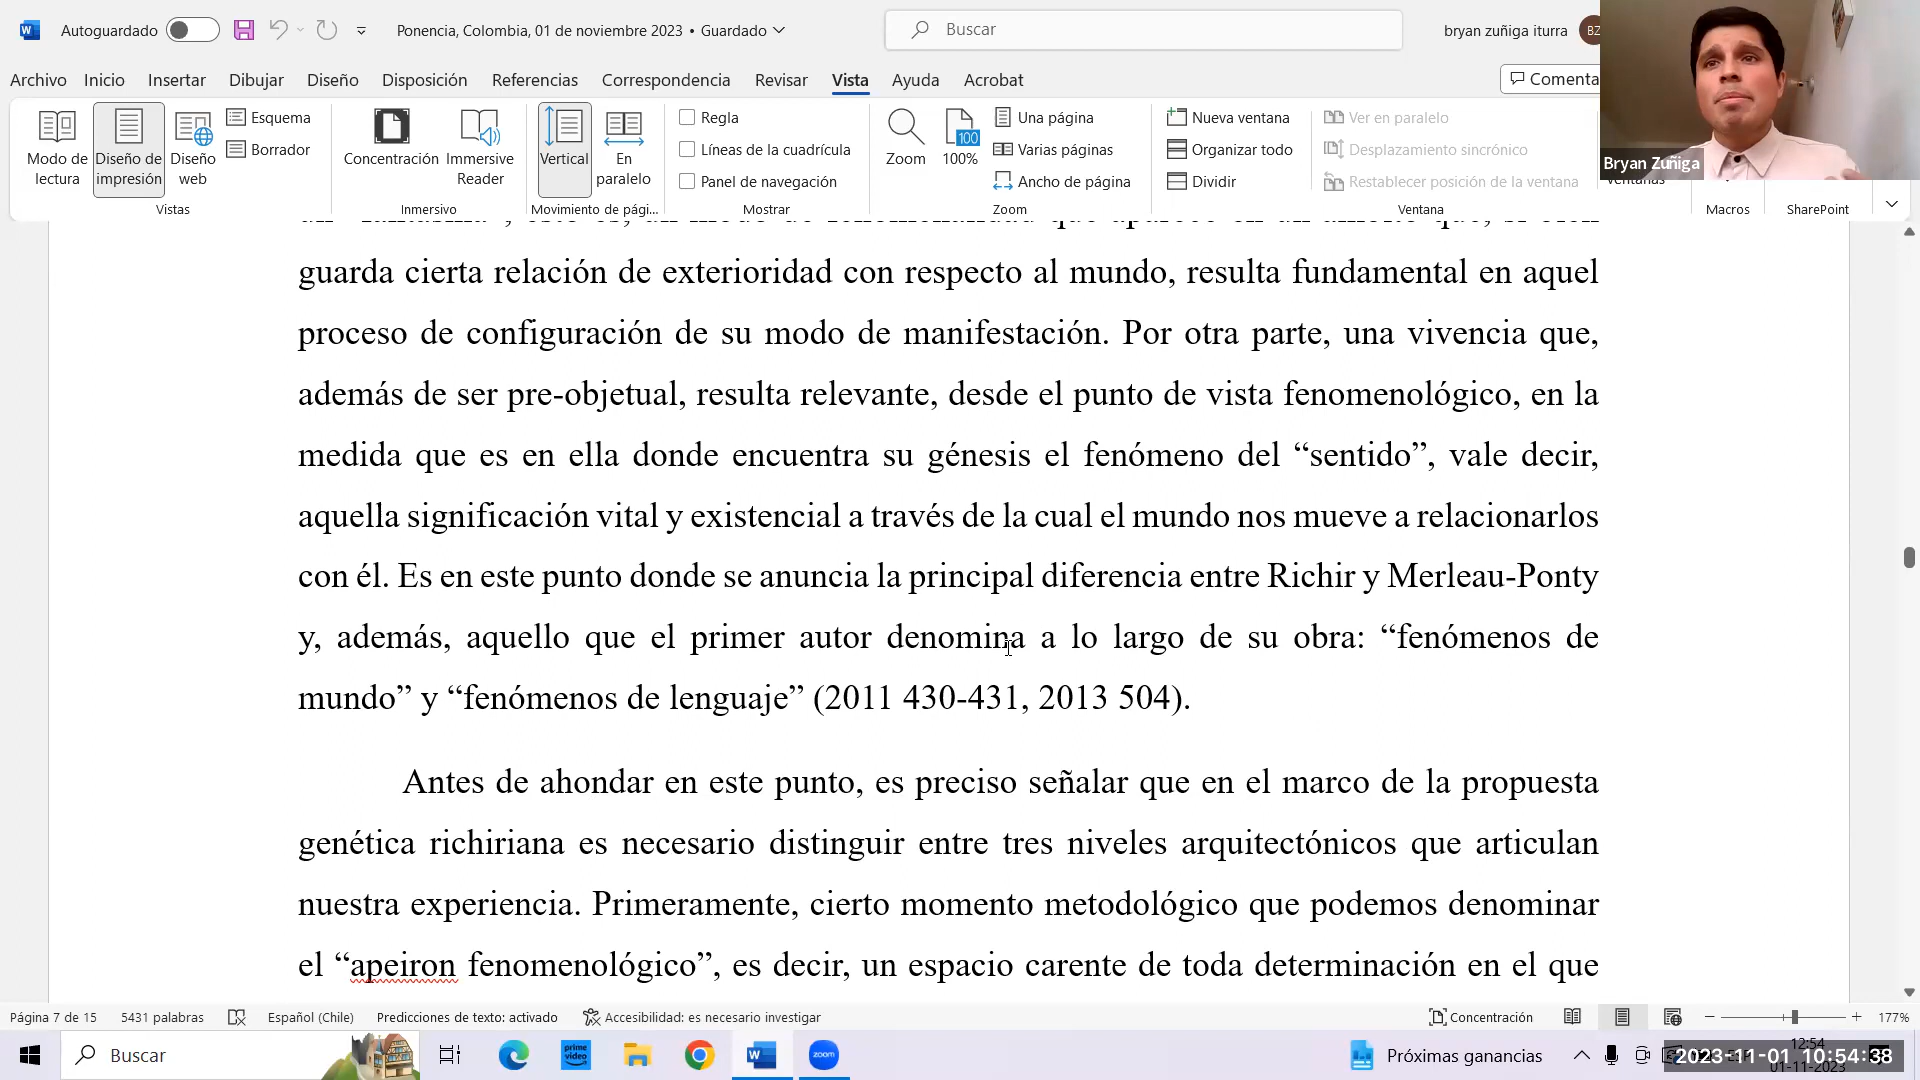 Autoguardado
Ponencia, Colombia, 01 de noviembre 2023 • Guardado
Buscar
bryan zuñiga iturra
BZ
Archivo Inicio Insertar Dibujar Diseño Disposición Referencias Correspondencia Revisar Vista Ayuda Acrobat
Comenta
Modo de lectura
Diseño de impresión
Diseño web
Esquema
Borrador
Vistas
Concentración
Immersive Reader
Inmersivo
Vertical
En paralelo
Movimiento de pági...
Regla
Líneas de la cuadrícula
Panel de navegación
Mostrar
Zoom
100
100%
Una página
Varias páginas
Ancho de página
Zoom
Nueva ventana
Organizar todo
Dividir
Ver en paralelo
Desplazamiento sincrónico
Restablecer posición de la ventana
Ventana
Macros
SharePoint
Bryan Zuñiga
guarda cierta relación de exterioridad con respecto al mundo, resulta fundamental en aquel
proceso de configuración de su modo de manifestación. Por otra parte, una vivencia que,
además de ser pre-objetual, resulta relevante, desde el punto de vista fenomenológico, en la
medida que es en ella donde encuentra su génesis el fenómeno del “sentido”, vale decir,
aquella significación vital y existencial a través de la cual el mundo nos mueve a relacionarlos
con él. Es en este punto donde se anuncia la principal diferencia entre Richir y Merleau-Ponty
y, además, aquello que el primer autor denomina a lo largo de su obra: “fenómenos de
mundo” y “fenómenos de lenguaje” (2011 430-431, 2013 504).
Antes de ahondar en este punto, es preciso señalar que en el marco de la propuesta
genética richiriana es necesario distinguir entre tres niveles arquitectónicos que articulan
nuestra experiencia. Primeramente, cierto momento metodológico que podemos denominar
el “apeiron fenomenológico”, es decir, un espacio carente de toda determinación en el que
Página 7 de 15
5431 palabras
Español (Chile)
Predicciones de texto: activado
Accesibilidad: es necesario investigar
Concentración
177%
Buscar
prime video
zoom
Próximas ganancias
12:54
2023-11-01 10:54:38